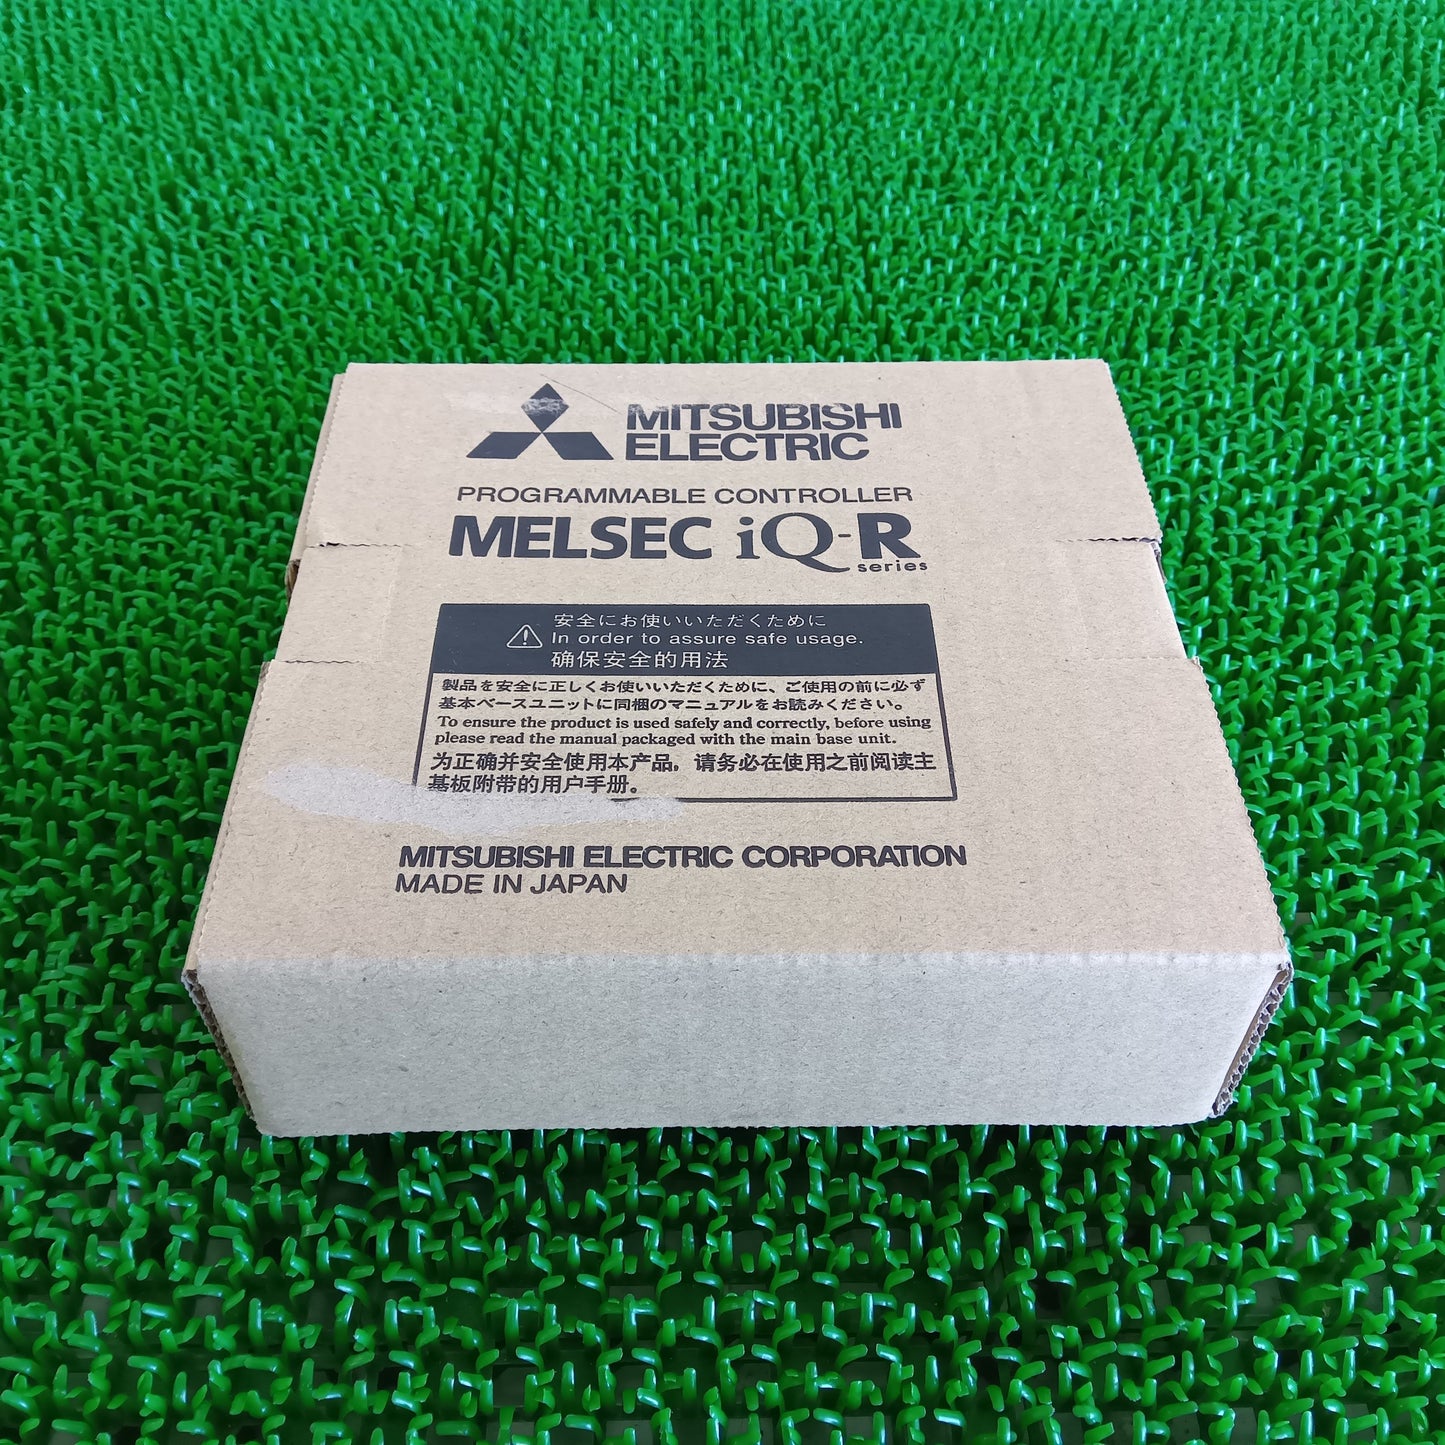 MITSUBISHI
ELECTRIC
PROGRAMMABLE CONTROLLER
MELSEC iQ-R
series
安全にお使いいただくために
In order to assure safe usage.
确保安全的用法
製品を安全に正しくお使いいただくために、ご使用の前に必ず
基本ベースユニットに同梱のマニュアルをお読みください。
To ensure the product is used safely and correctly, before using
please read the manual packaged with the main base unit.
为正确并安全使用本产品，请务必在使用之前阅读主
基板附带的用户手册。
MITSUBISHI ELECTRIC CORPORATION
MADE IN JAPAN